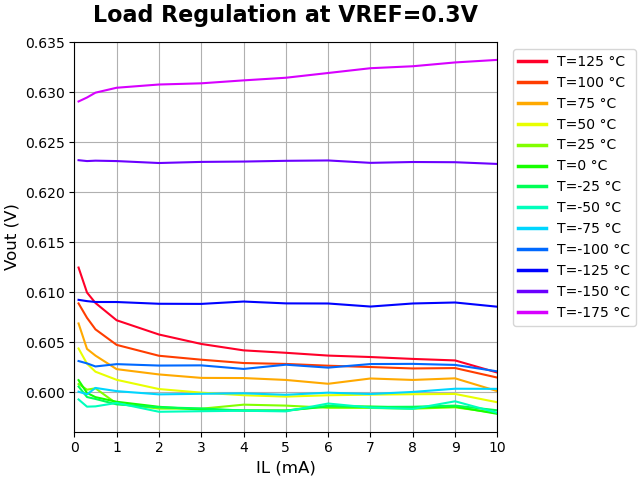 Load Regulation at VREF=0.3V
Vout (V)
0.635
0.630
0.625
0.620
0.615
0.610
0.605
0.600
0 1 2 3 4 5 6 7 8 9 10
IL (mA)
T=125 °C
T=100 °C
T=75 °C
T=50 °C
T=25 °C
T=0 °C
T=-25 °C
T=-50 °C
T=-75 °C
T=-100 °C
T=-125 °C
T=-150 °C
T=-175 °C